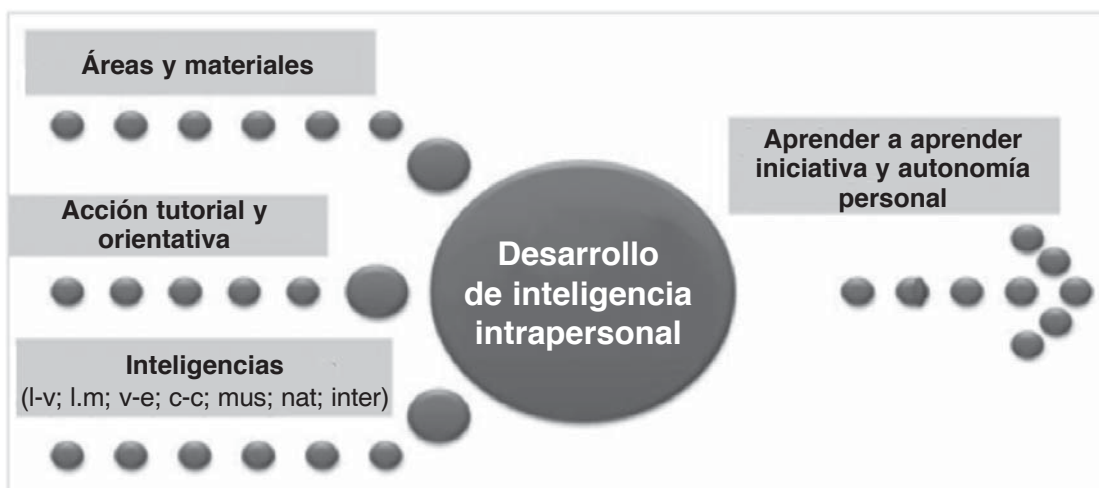 Áreas y materiales
Acción tutorial y
orientativa
Inteligencias
(l-v; l.m; v-e; c-c; mus; nat; inter)
Desarrollo
de inteligencia
intrapersonal
Aprender a aprender
iniciativa y autonomía
personal